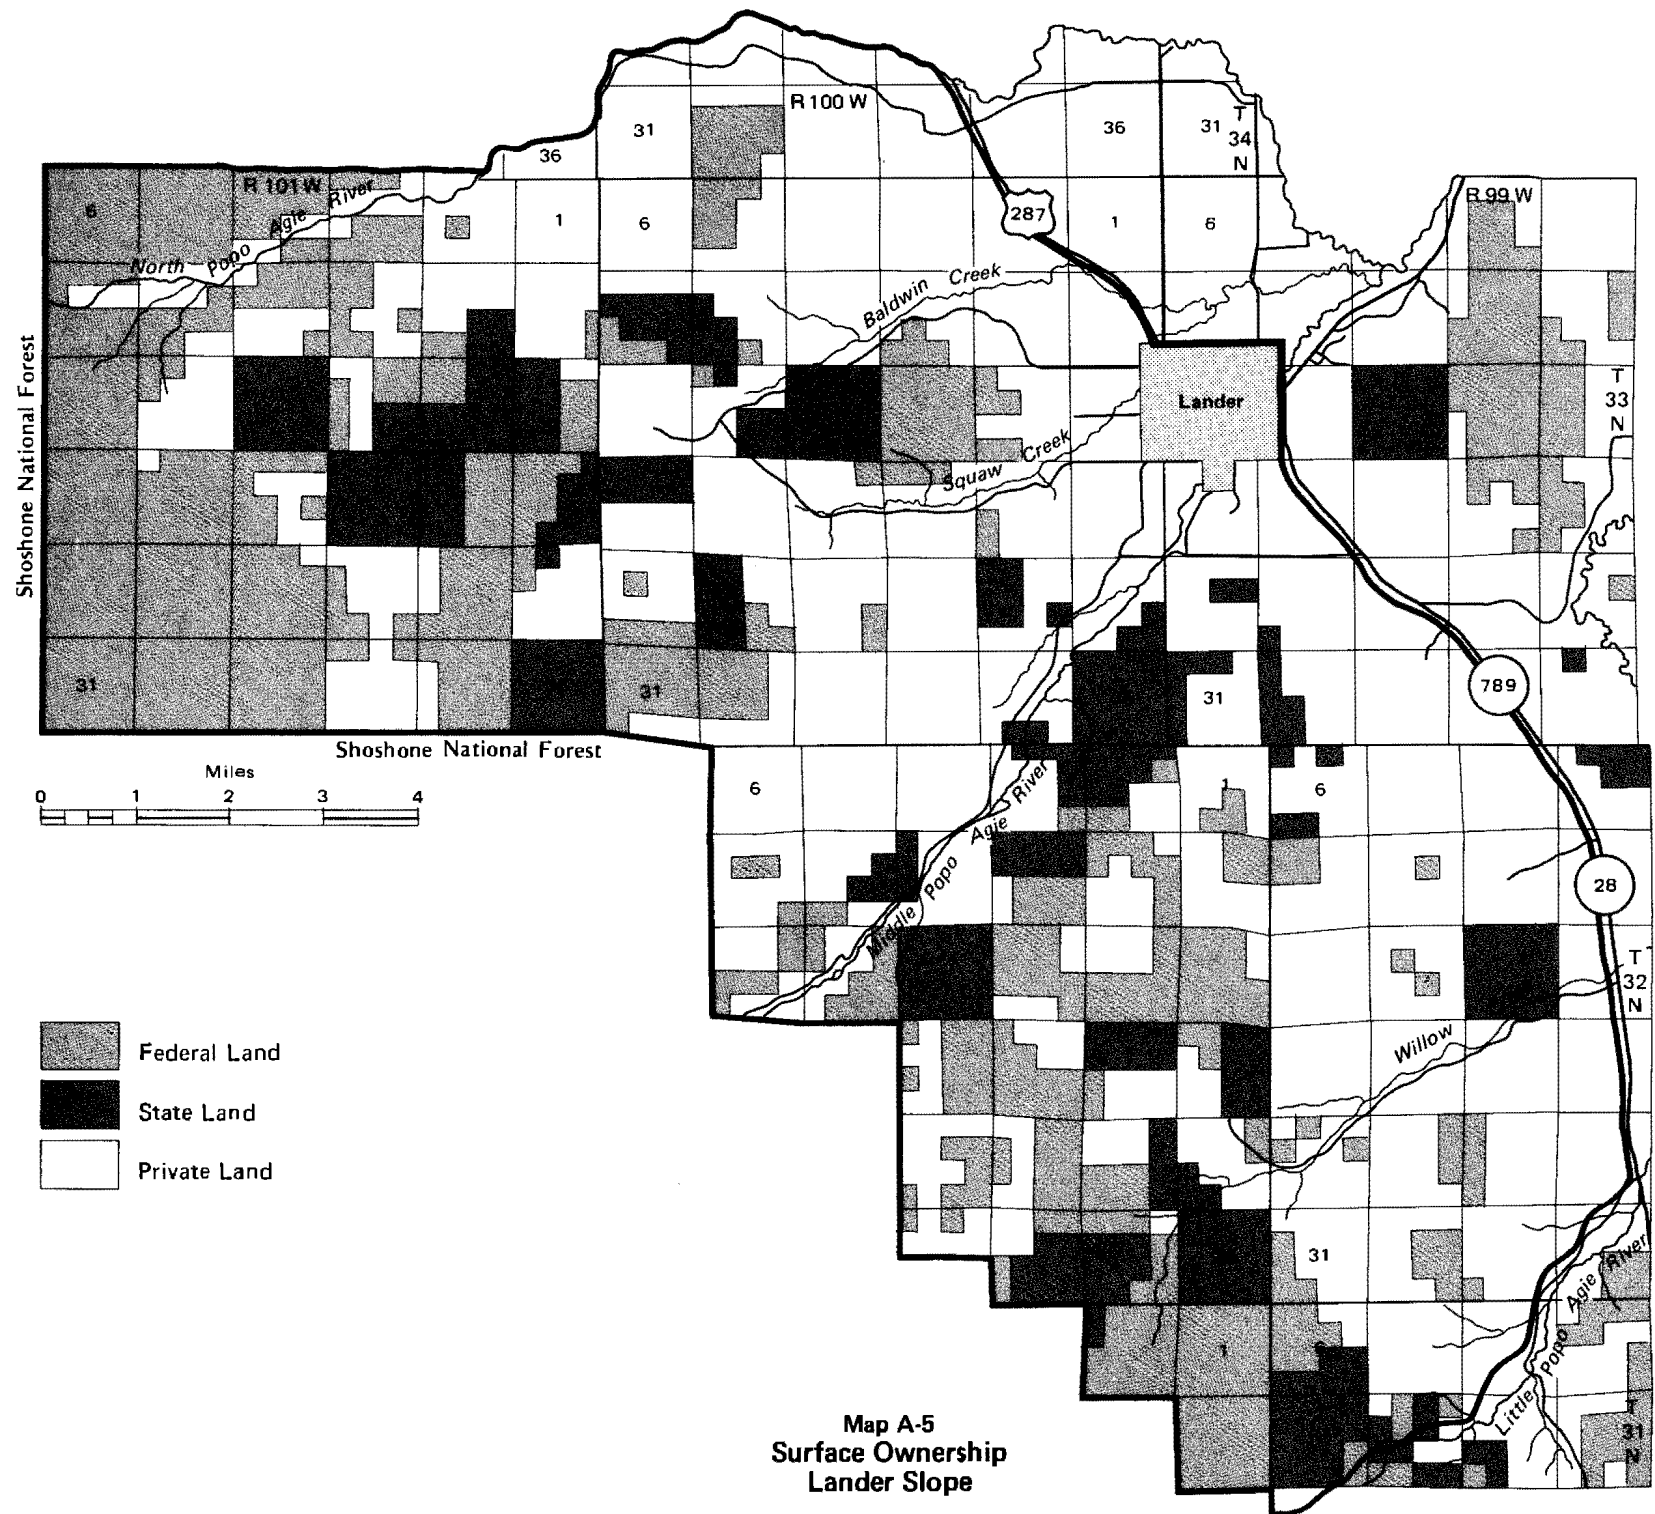 R 100 W
31
36
36
31
T
34
N
R 101 W
6
North Popo Agie River
1
6
287
1
6
R 99 W
Baldwin Creek
Shoshone National Forest
Lander
T
33
N
Squaw Creek
31
31
31
789
Shoshone National Forest
Miles
0 1 2 3 4
6
1
6
Middle Popo Agie River
28
T
32
N
Willow
Federal Land
State Land
Private Land
31
1
6
Little Popo Agie River
T
31
N
Map A-5
Surface Ownership
Lander Slope